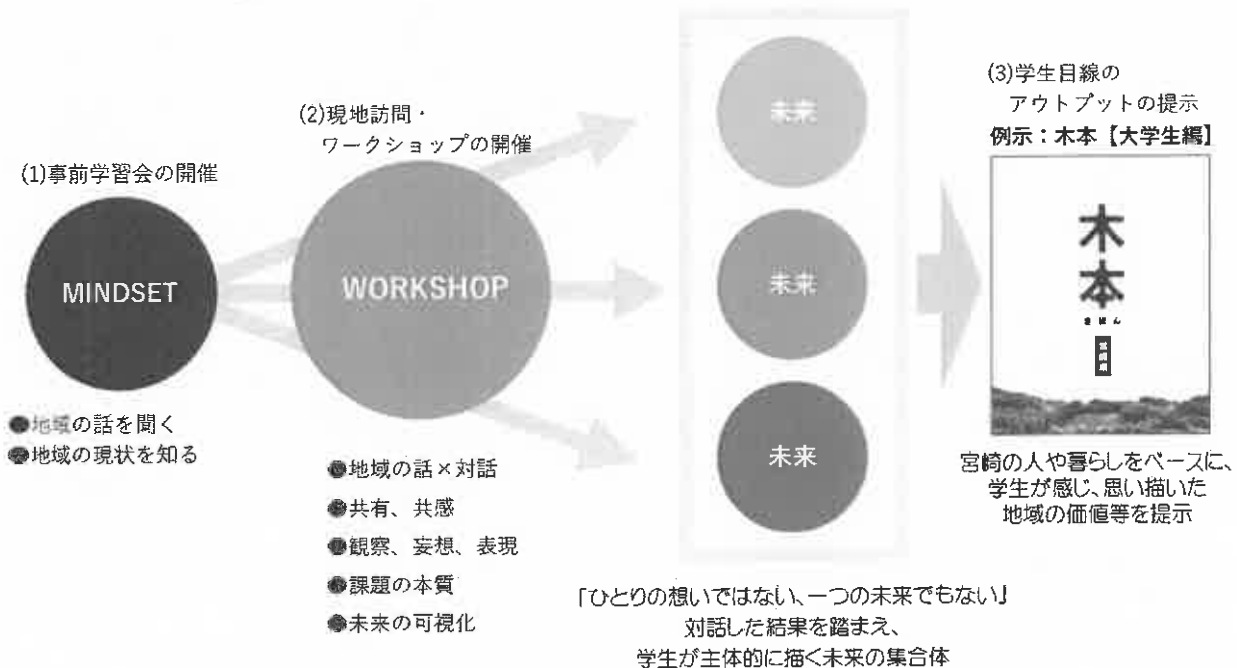 (1)事前学習会の開催
MINDSET
●地域の話を聞く
●地域の現状を知る
(2)現地訪問・
ワークショップの開催
WORKSHOP
●地域の話×対話
●共有、共感
●観察、妄想、表現
●課題の本質
●未来の可視化
未来
未来
未来
「ひとりの想いではない、一つの未来でもない」
対話した結果を踏まえ、
学生が主体的に描く未来の集合体
(3)学生目線の
アウトプットの提示
例示：木本【大学生編】
木本
きほん
宮崎県
宮崎の人や暮らしをベースに、
学生が感じ、思い描いた
地域の価値等を提示